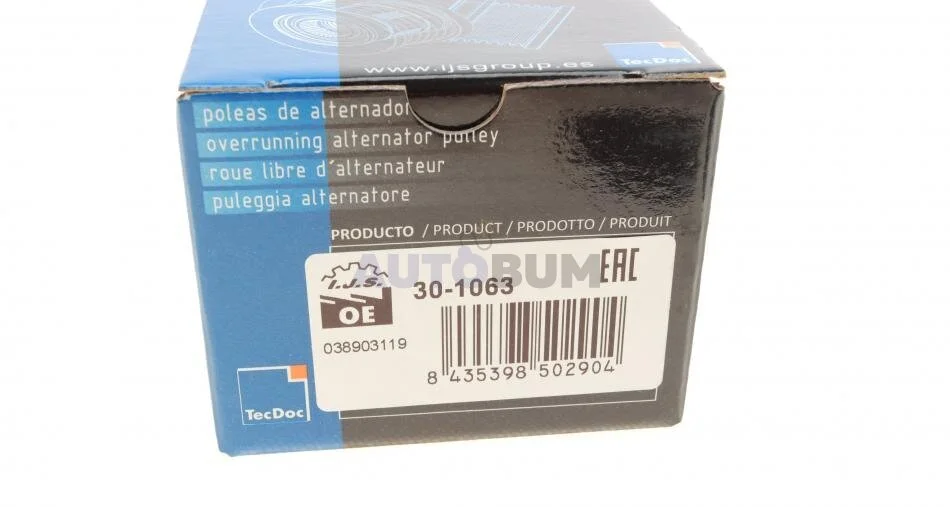 www.ijsgroup.es
TecDoc
poleas de alternador
overrunning alternator pulley
roue libre d'alternateur
puleggia alternatore
PRODUCTO / PRODUCT / PRODOTTO / PRODUIT
AUTOBUM
I.J.S.
30-1063
EAC
OE
038903119
8 435398 502904
TecDoc